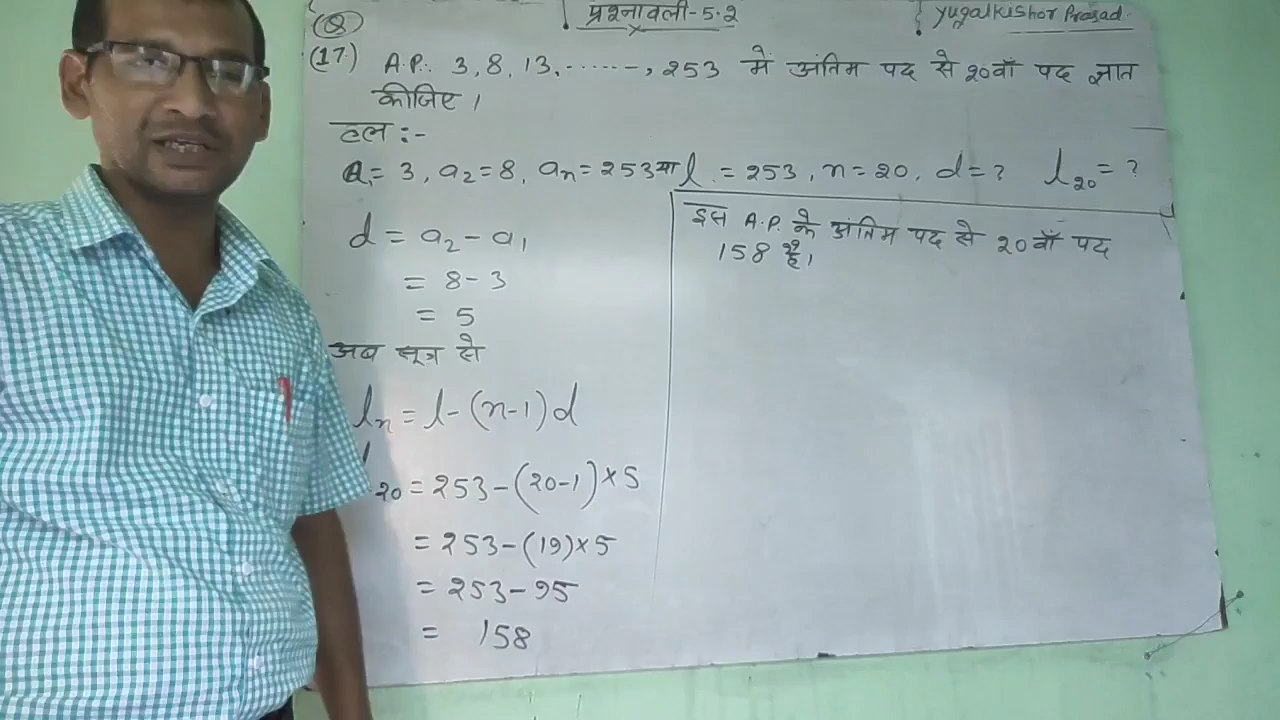 (Q) प्रश्नावली-5.2 Yugalkishor Prasad.
(17) A.P.: 3, 8, 13, ------, 253 में अंतिम पद से 20वाँ पद ज्ञात
कीजिए।
हल :-
a₁ = 3, a₂ = 8, aₙ = 253 या l = 253, n = 20, d = ? l₂₀ = ?
d = a₂ - a₁
= 8 - 3
= 5
अब सूत्र से
lₙ = l - (n-1)d
l₂₀ = 253 - (20-1) × 5
= 253 - (19) × 5
= 253 - 95
= 158
इस A.P. के अंतिम पद से 20वाँ पद
158 है।